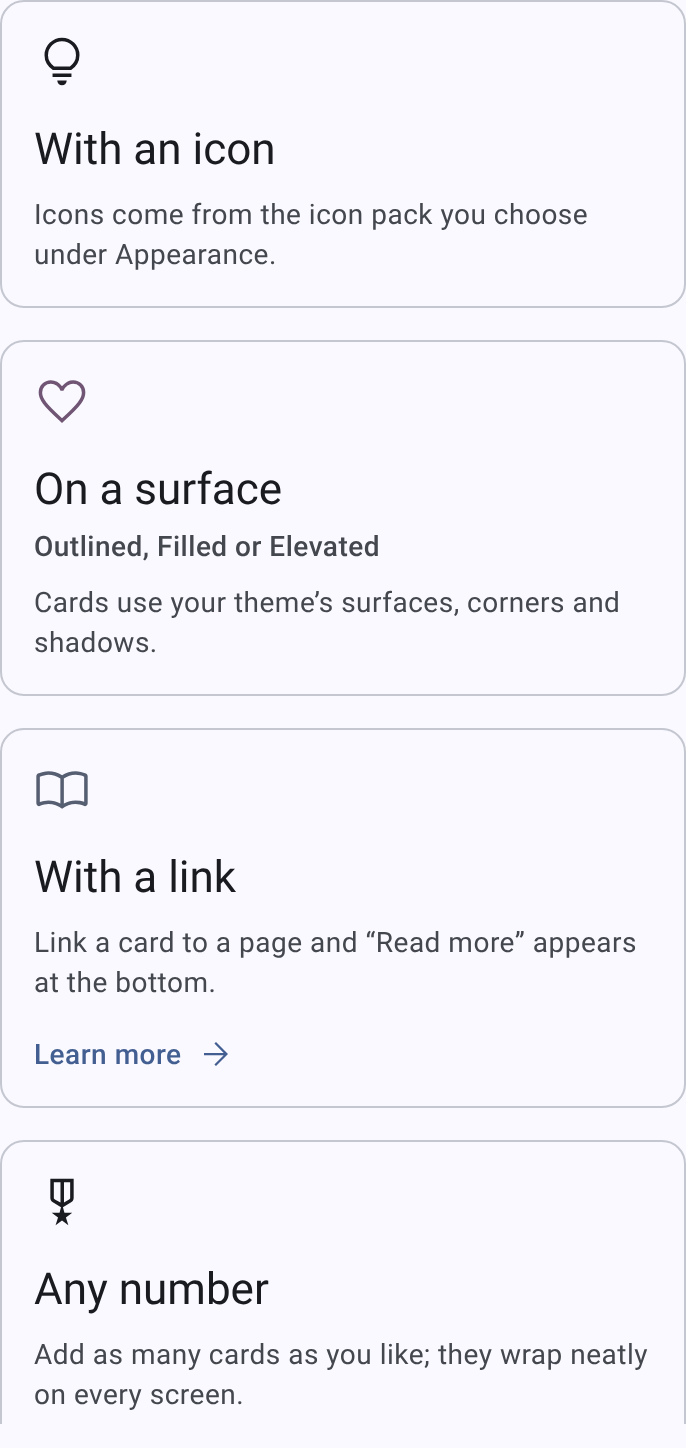 With an icon
Icons come from the icon pack you choose
under Appearance.
On a surface
Outlined, Filled or Elevated
Cards use your theme’s surfaces, corners and
shadows.
With a link
Link a card to a page and “Read more” appears
at the bottom.
Learn more
Any number
Add as many cards as you like; they wrap neatly
on every screen.